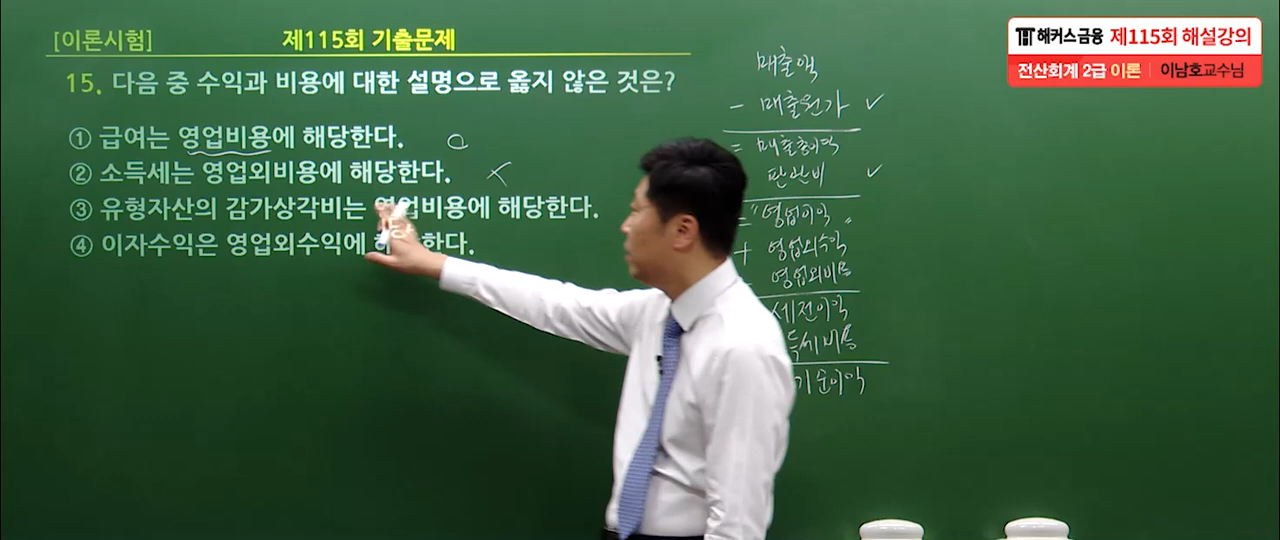 [이론시험] 제115회 기출문제
15. 다음 중 수익과 비용에 대한 설명으로 옳지 않은 것은?
① 급여는 영업비용에 해당한다. O
② 소득세는 영업외비용에 해당한다. X
③ 유형자산의 감가상각비는 영업비용에 해당한다.
④ 이자수익은 영업외수익에 해당한다.
매출액
- 매출원가 ✓
= 매출총이익
판관비 ✓
= "영업이익"
+ 영업외수익
영업외비용
세전이익
득세비용
기순이익
해커스금융 제115회 해설강의
전산회계 2급 이론 | 이남호교수님